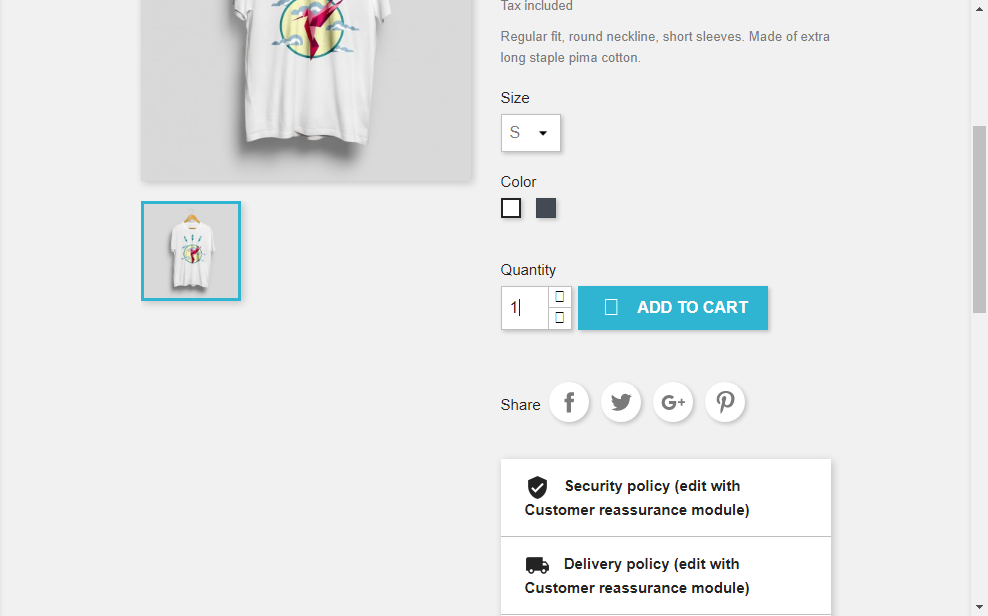 Tax included
Regular fit, round neckline, short sleeves. Made of extra
long staple pima cotton.
Size
S
Color
Quantity
1
ADD TO CART
Share
G+
Security policy (edit with
Customer reassurance module)
Delivery policy (edit with
Customer reassurance module)